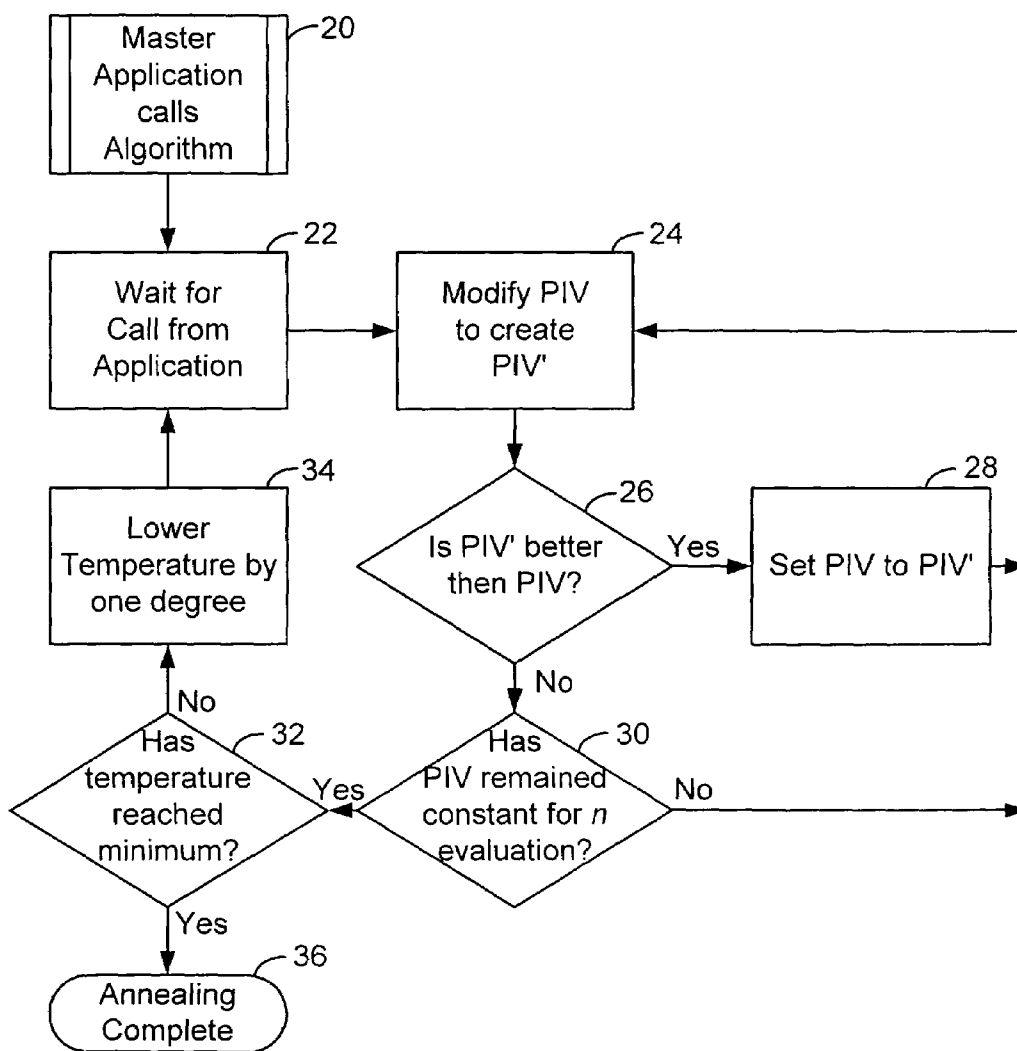 Master
Application
calls
Algorithm
20
Wait for
Call from
Application
22
Modify PIV
to create
PIV'
24
Is PIV' better
then PIV?
26
Yes
Set PIV to PIV'
28
No
Has
PIV remained
constant for n
evaluation?
30
No
Yes
Has
temperature
reached
minimum?
32
No
Lower
Temperature by
one degree
34
Yes
Annealing
Complete
36